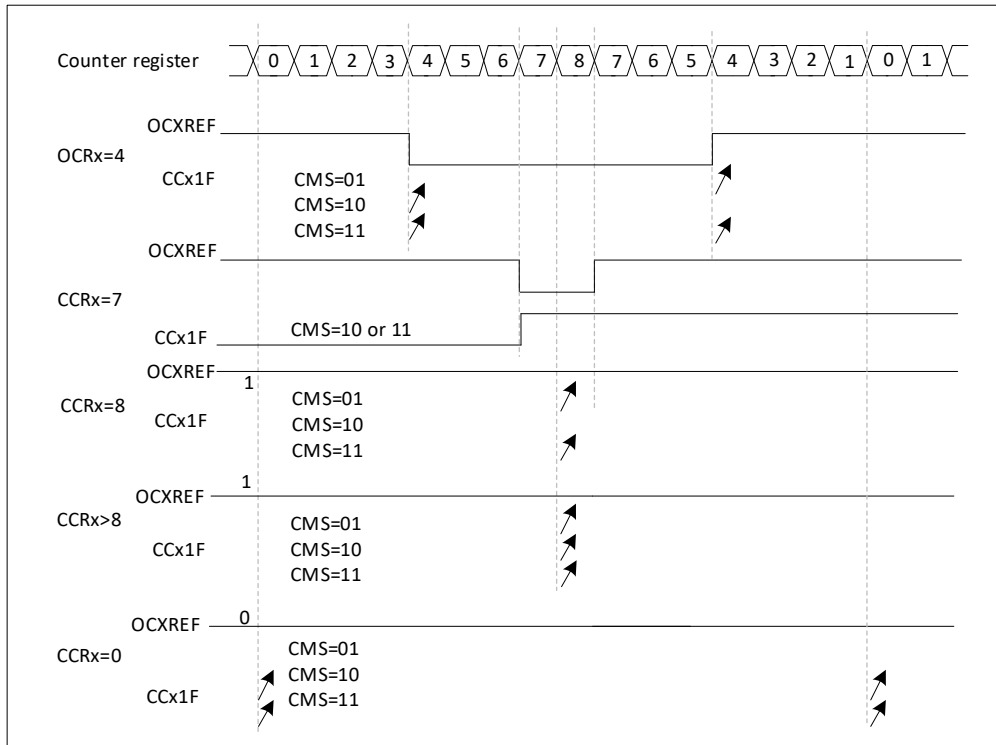 Counter register 0 1 2 3 4 5 6 7 8 7 6 5 4 3 2 1 0 1
OCXREF
OCRx=4
CCx1F
CMS=01
CMS=10
CMS=11
OCXREF
CCRx=7
CCx1F
CMS=10 or 11
OCXREF
1
CCRx=8
CCx1F
CMS=01
CMS=10
CMS=11
OCXREF
1
CCRx>8
CCx1F
CMS=01
CMS=10
CMS=11
OCXREF
0
CCRx=0
CCx1F
CMS=01
CMS=10
CMS=11